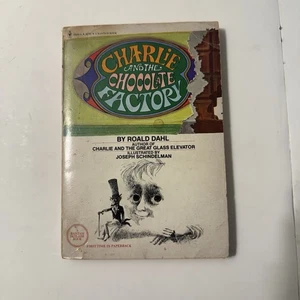 CHARLIE
AND THE
CHOCOLATE
FACTORY
BY ROALD DAHL
AUTHOR OF
CHARLIE AND THE GREAT GLASS ELEVATOR
ILLUSTRATED BY
JOSEPH SCHINDELMAN